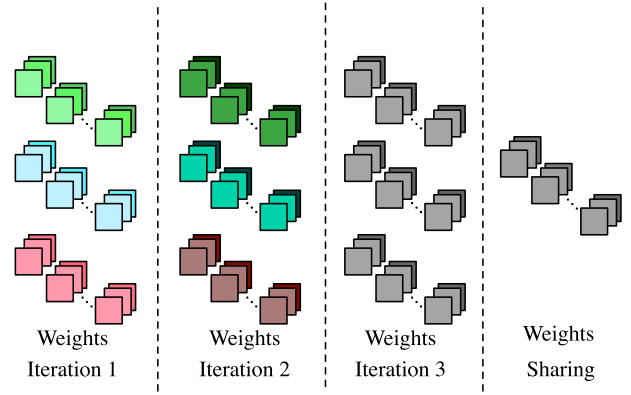 Weights
Iteration 1
Weights
Iteration 2
Weights
Iteration 3
Weights
Sharing